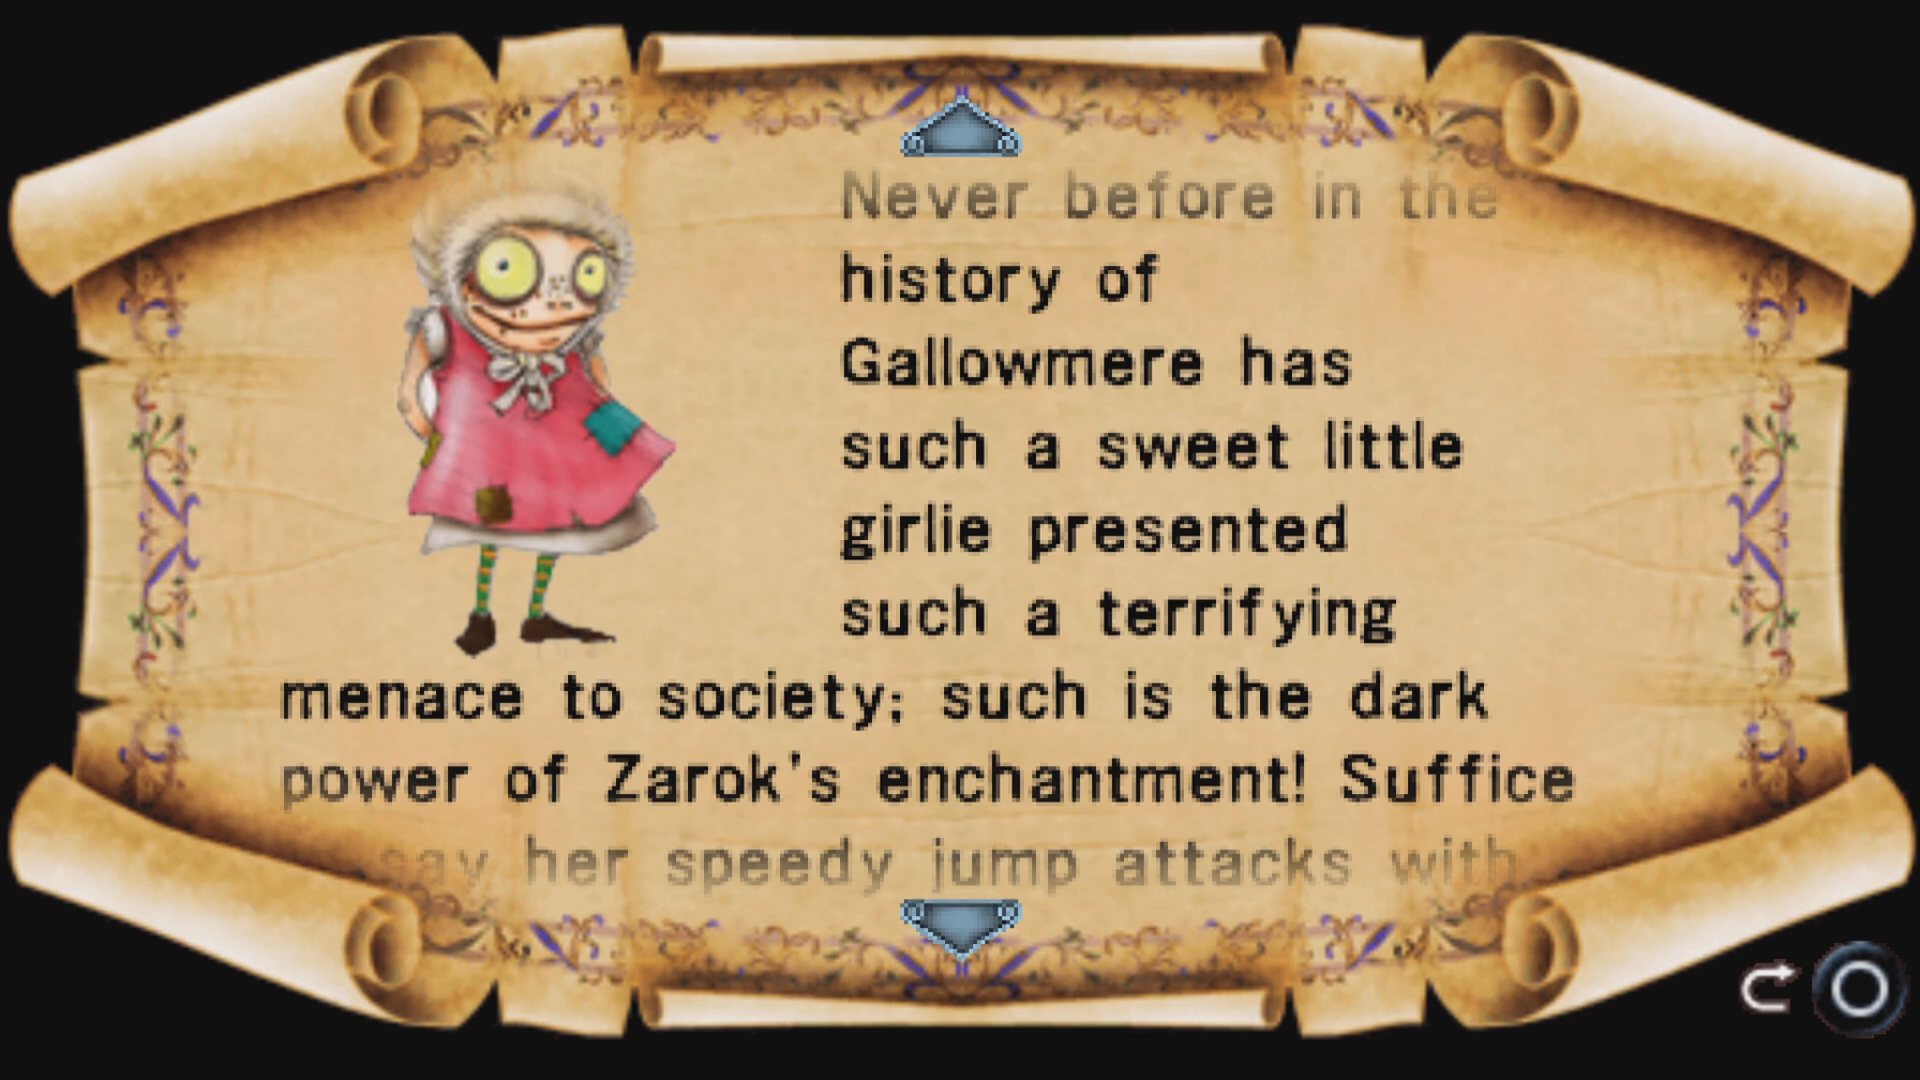 Never before in the
history of
Gallowmere has
such a sweet little
girlie presented
such a terrifying
menace to society; such is the dark
power of Zarok's enchantment! Suffice
say her speedy jump attacks with